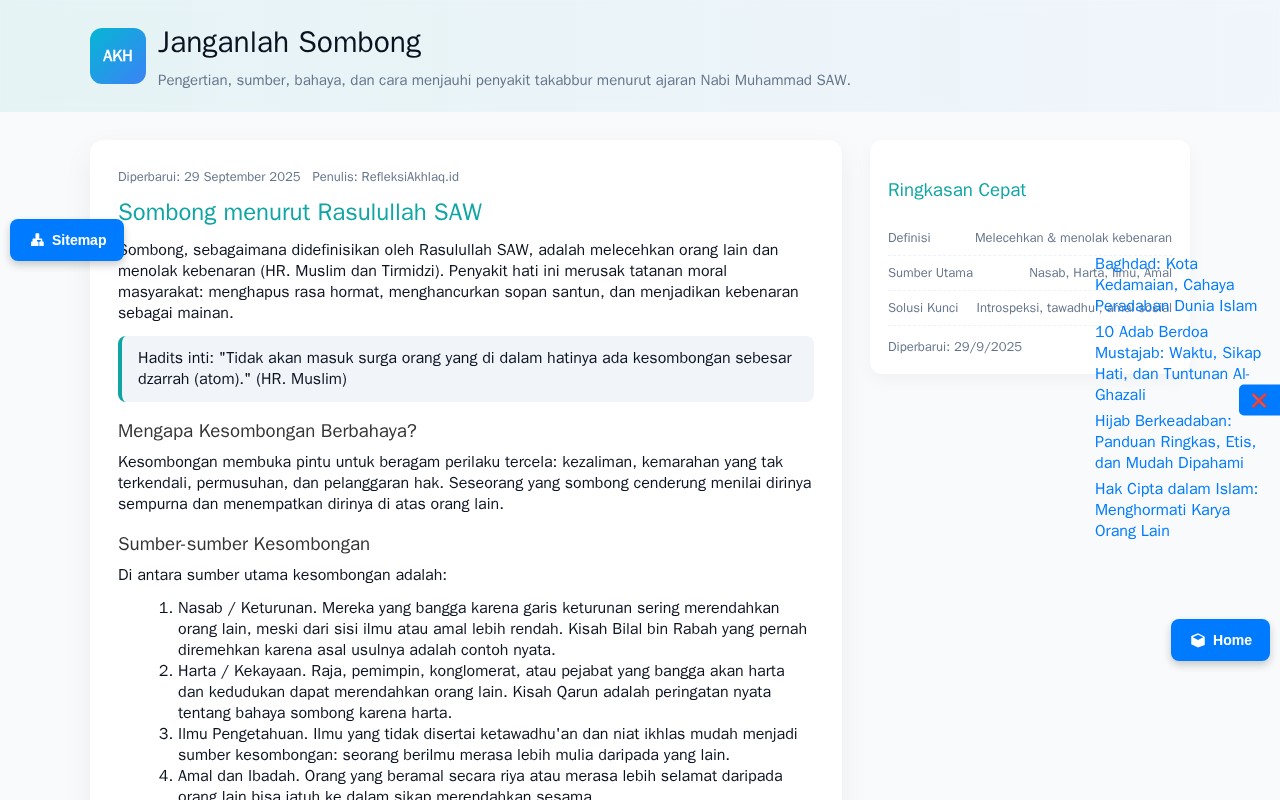 AKH
Janganlah Sombong
Pengertian, sumber, bahaya, dan cara menjauhi penyakit takabbur menurut ajaran Nabi Muhammad SAW.
Diperbarui: 29 September 2025 Penulis: RefleksiAkhlaq.id
Sombong menurut Rasulullah SAW
Sitemap
Sombong, sebagaimana didefinisikan oleh Rasulullah SAW, adalah melecehkan orang lain dan
menolak kebenaran (HR. Muslim dan Tirmidzi). Penyakit hati ini merusak tatanan moral
masyarakat: menghapus rasa hormat, menghancurkan sopan santun, dan menjadikan kebenaran
sebagai mainan.
Hadits inti: "Tidak akan masuk surga orang yang di dalam hatinya ada kesombongan sebesar
dzarrah (atom)." (HR. Muslim)
Mengapa Kesombongan Berbahaya?
Kesombongan membuka pintu untuk beragam perilaku tercela: kezaliman, kemarahan yang tak
terkendali, permusuhan, dan pelanggaran hak. Seseorang yang sombong cenderung menilai dirinya
sempurna dan menempatkan dirinya di atas orang lain.
Sumber-sumber Kesombongan
Di antara sumber utama kesombongan adalah:
1. Nasab / Keturunan. Mereka yang bangga karena garis keturunan sering merendahkan
orang lain, meski dari sisi ilmu atau amal lebih rendah. Kisah Bilal bin Rabah yang pernah
diremehkan karena asal usulnya adalah contoh nyata.
2. Harta / Kekayaan. Raja, pemimpin, konglomerat, atau pejabat yang bangga akan harta
dan kedudukan dapat merendahkan orang lain. Kisah Qarun adalah peringatan nyata
tentang bahaya sombong karena harta.
3. Ilmu Pengetahuan. Ilmu yang tidak disertai ketawadhu'an dan niat ikhlas mudah menjadi
sumber kesombongan: seorang berilmu merasa lebih mulia daripada yang lain.
4. Amal dan Ibadah. Orang yang beramal secara riya atau merasa lebih selamat daripada
orang lain bisa jatuh ke dalam sikap merendahkan sesama.
Ringkasan Cepat
Definisi Melecehkan & menolak kebenaran
Sumber Utama Nasab, Harta, Ilmu, Amal
Solusi Kunci Introspeksi, tawadhu', amal sosial
Diperbarui: 29/9/2025
Baghdad: Kota
Kedamaian, Cahaya
Peradaban Dunia Islam
10 Adab Berdoa
Mustajab: Waktu, Sikap
Hati, dan Tuntunan Al-
Ghazali
Hijab Berkeadaban:
Panduan Ringkas, Etis,
dan Mudah Dipahami
Hak Cipta dalam Islam:
Menghormati Karya
Orang Lain
Home